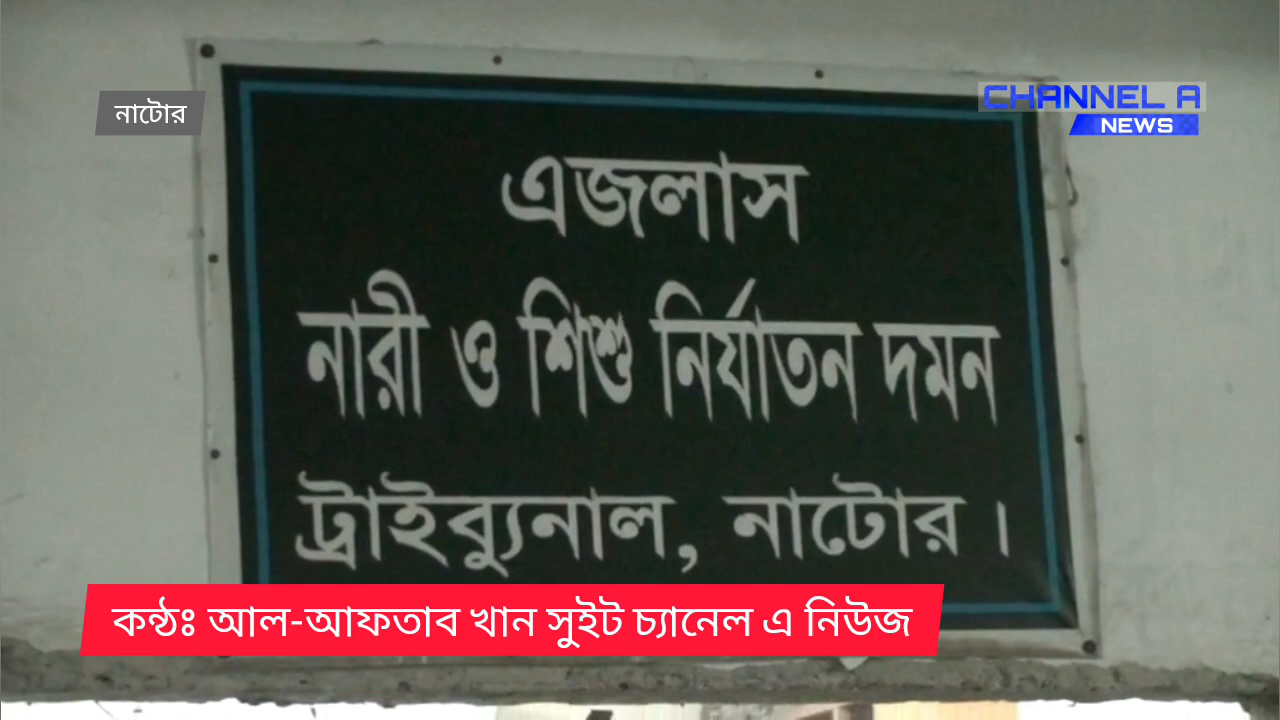 নাটোর
CHANNEL A
NEWS
এজলাস
নারী ও শিশু নির্যাতন দমন
ট্রাইব্যুনাল, নাটোর।
কন্ঠঃ আল-আফতাব খান সুইট চ্যানেল এ নিউজ